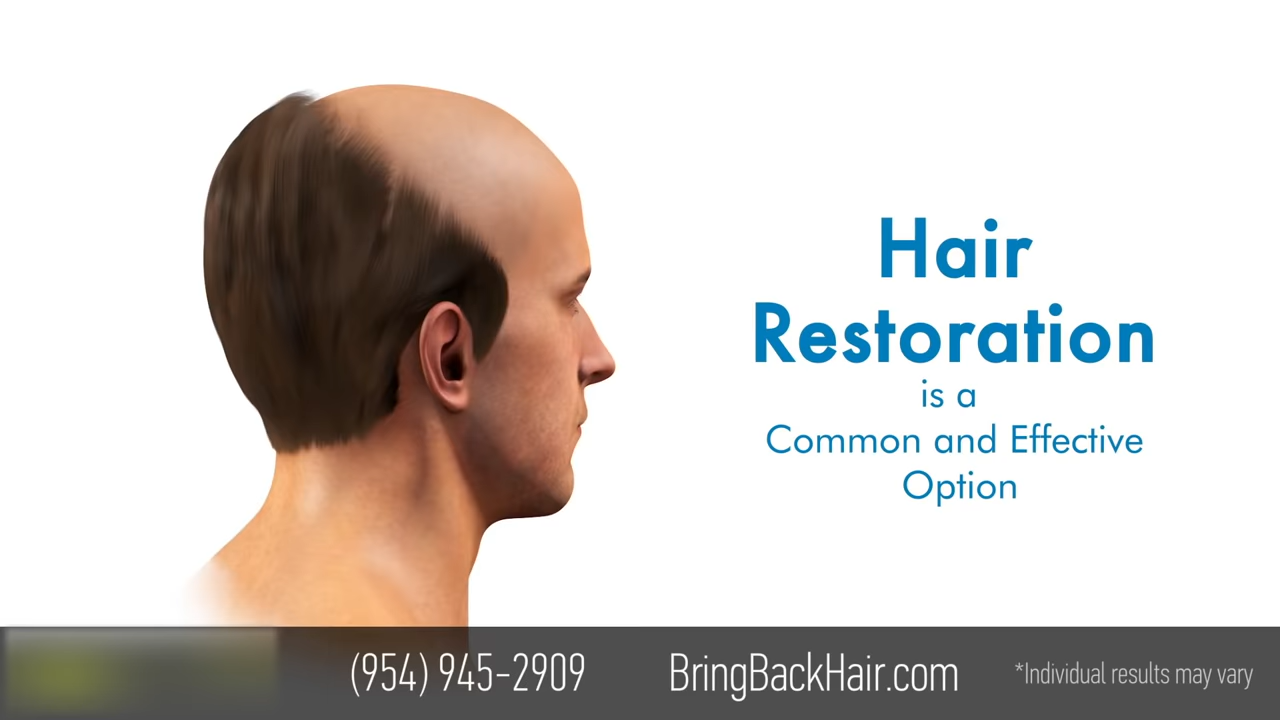 Hair
Restoration
is a
Common and Effective
Option
(954) 945-2909
BringBackHair.com
*Individual results may vary